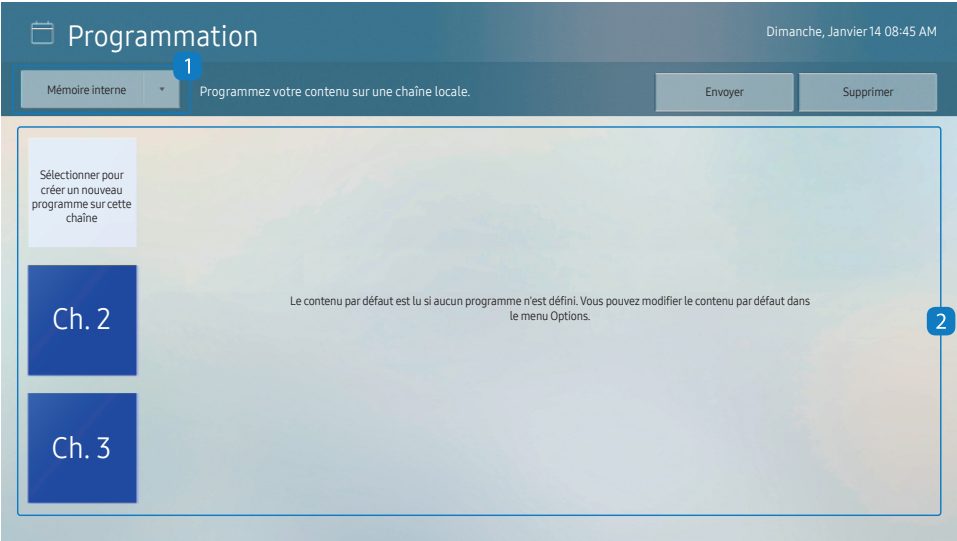 Programmation
Dimanche, Janvier 14 08:45 AM
1
Mémoire interne
Programmez votre contenu sur une chaîne locale.
Envoyer
Supprimer
Sélectionner pour
créer un nouveau
programme sur cette
chaîne
Ch. 2
Le contenu par défaut est lu si aucun programme n'est défini. Vous pouvez modifier le contenu par défaut dans
le menu Options.
2
Ch. 3